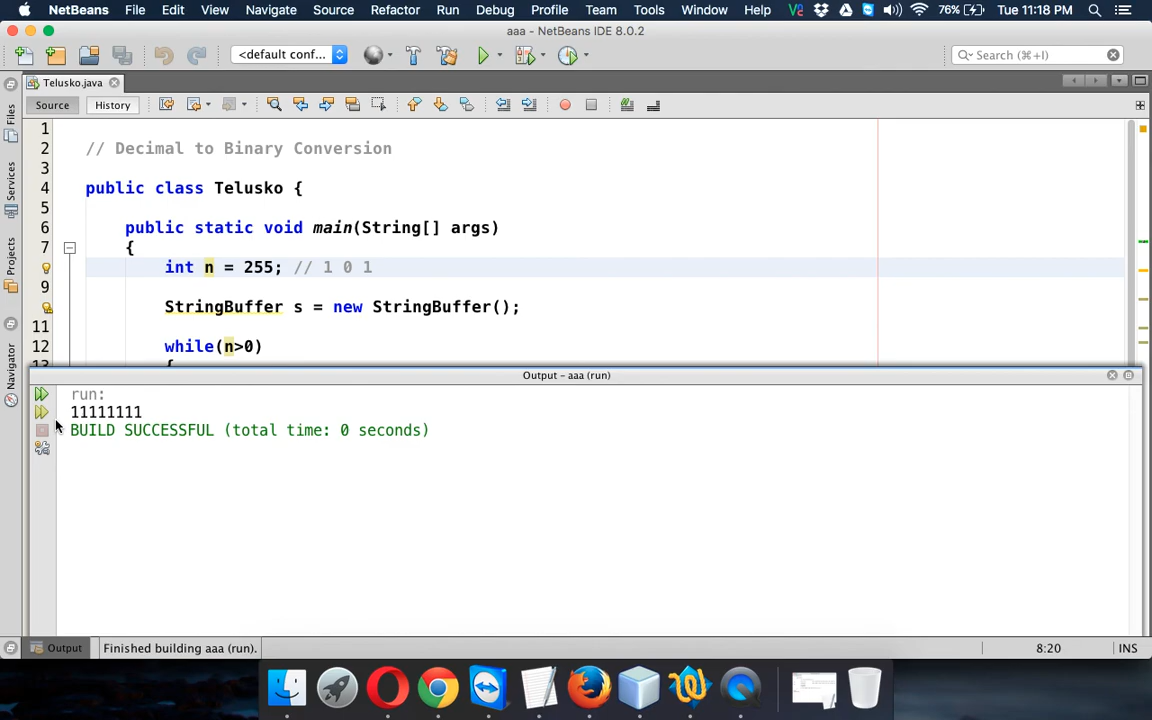 NetBeans File Edit View Navigate Source Refactor Run Debug Profile Team Tools Window Help 76% Tue 11:18 PM
aaa - NetBeans IDE 8.0.2
<default conf... Search (⌘+I)
Telusko.java
Source History
1
2 // Decimal to Binary Conversion
3
4 public class Telusko {
5
6 public static void main(String[] args)
7 {
int n = 255; // 1 0 1
9
StringBuffer s = new StringBuffer();
11
12 while(n>0)
13 {
Files
Services
Projects
Navigator
Output - aaa (run)
run:
11111111
BUILD SUCCESSFUL (total time: 0 seconds)
Output Finished building aaa (run). 8:20 INS